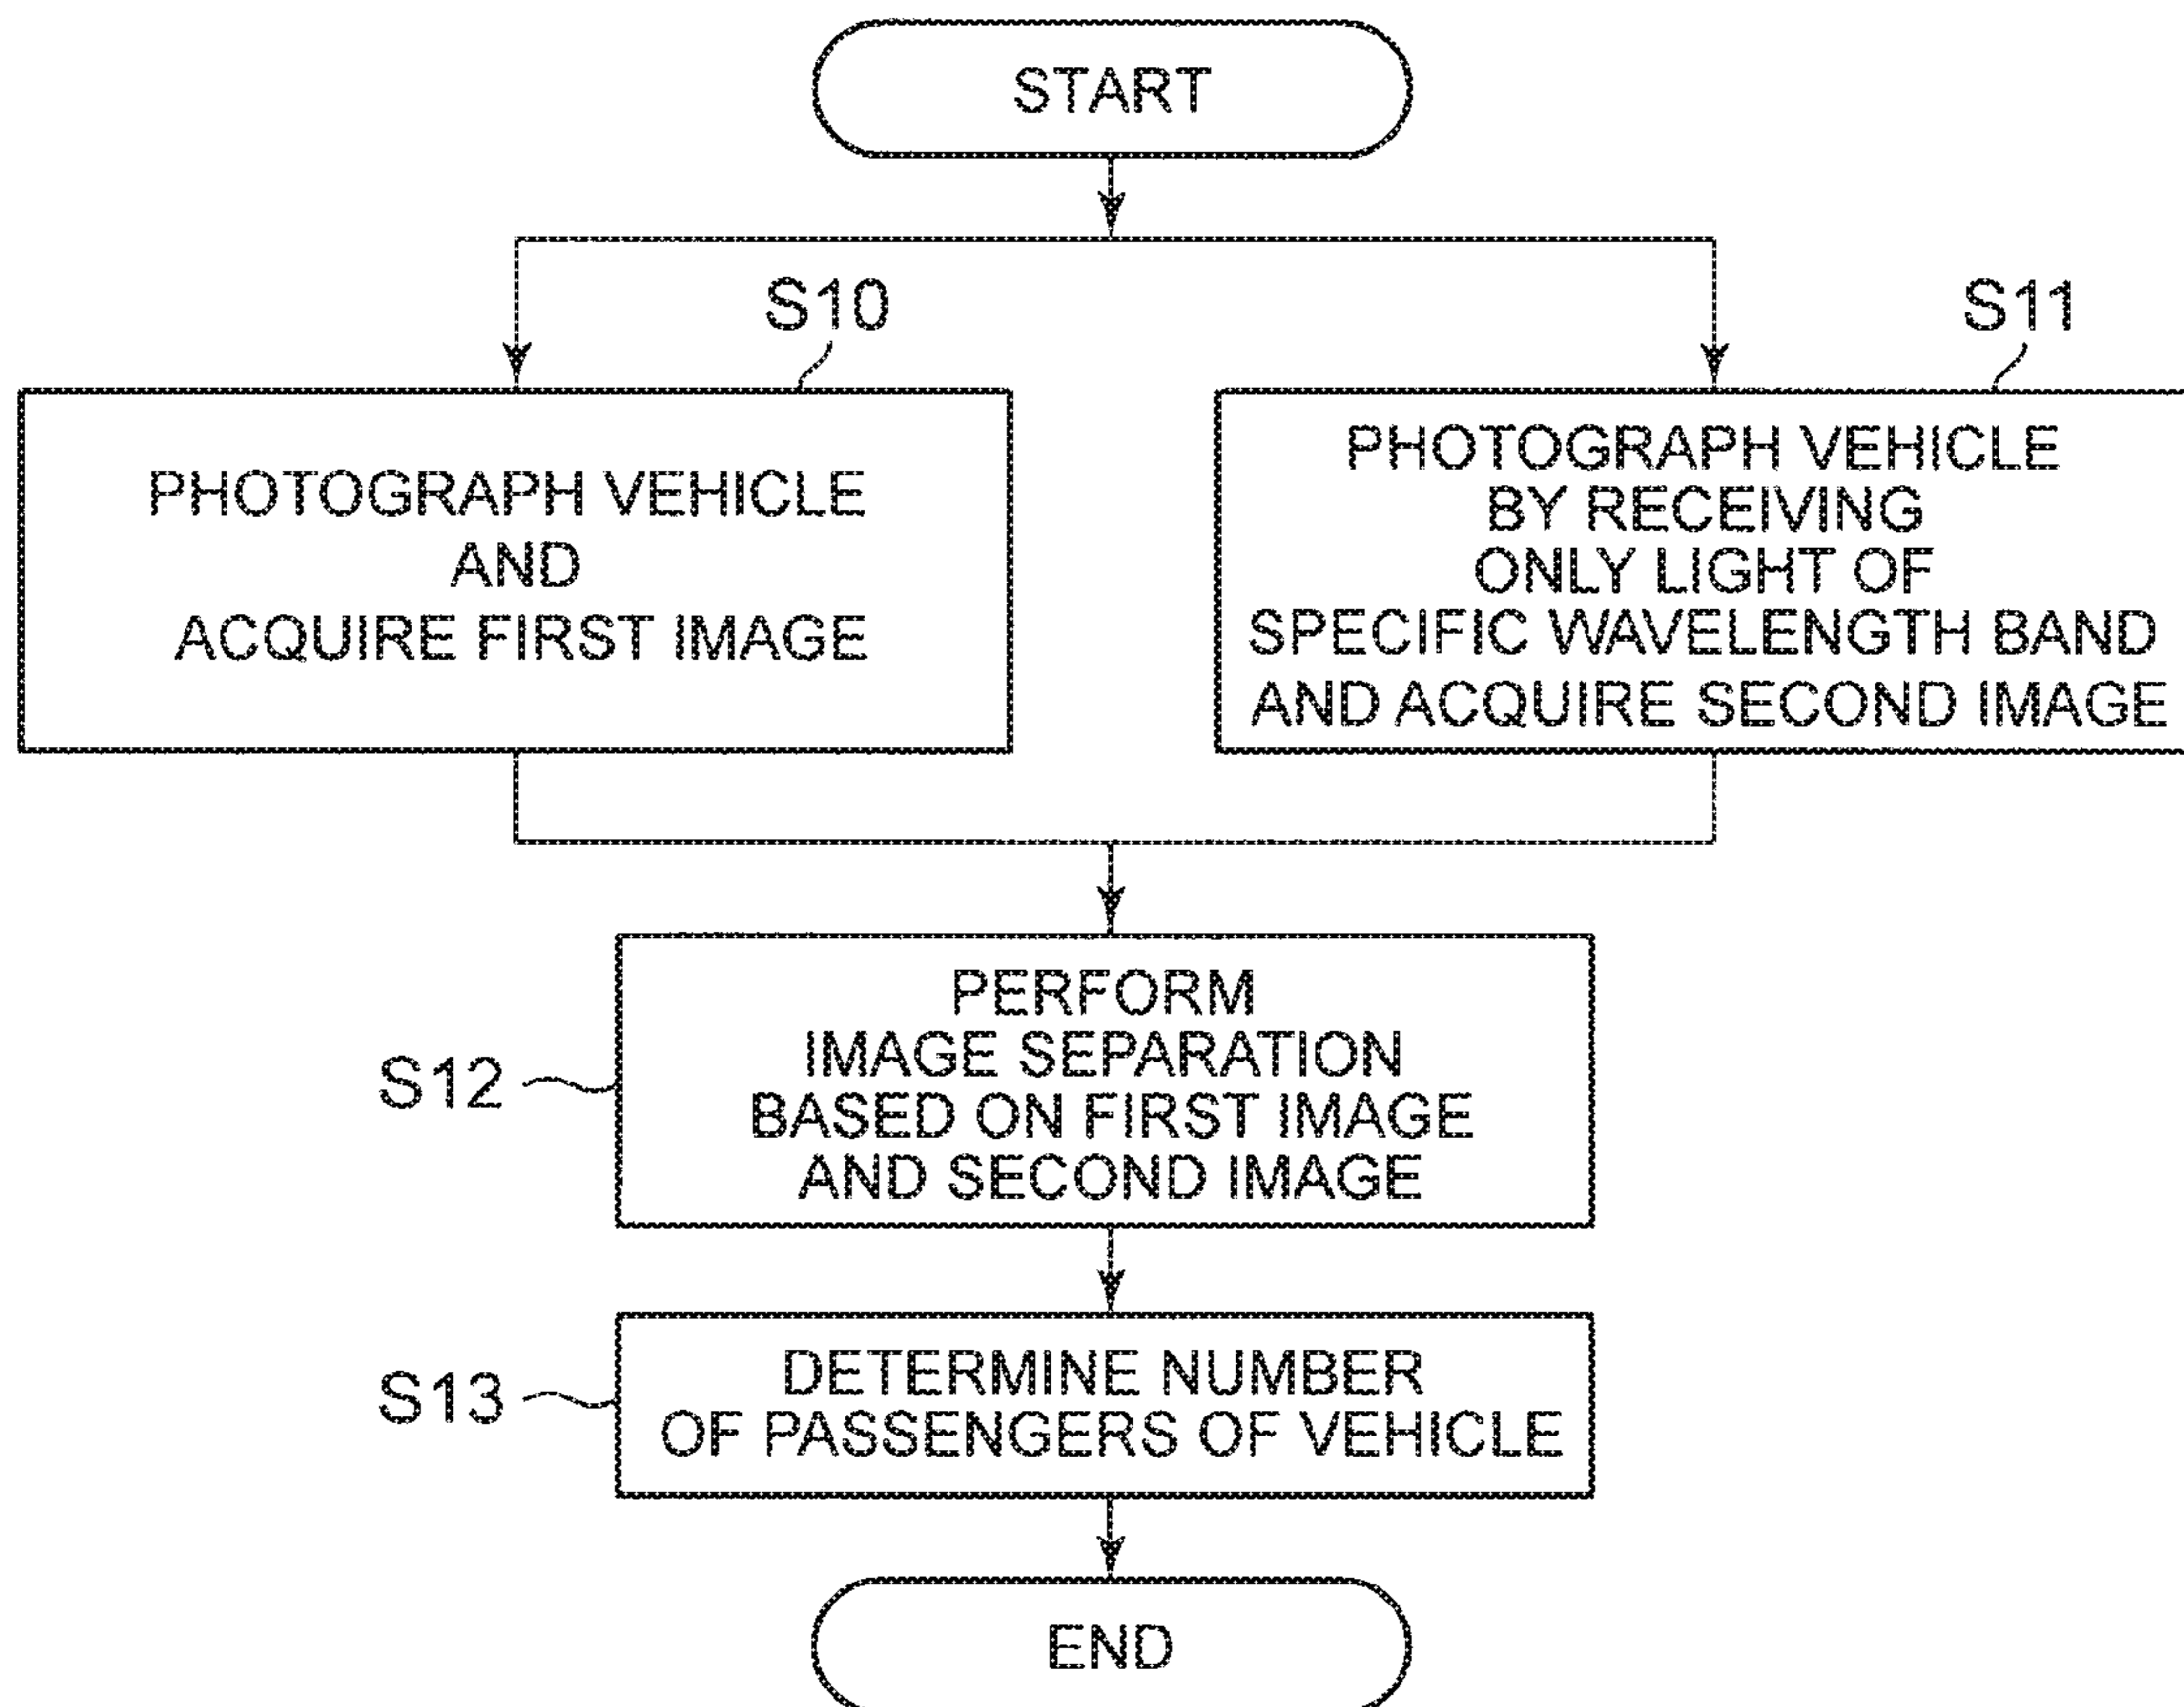 START
S10
PHOTOGRAPH VEHICLE
AND
ACQUIRE FIRST IMAGE
S11
PHOTOGRAPH VEHICLE
BY RECEIVING
ONLY LIGHT OF
SPECIFIC WAVELENGTH BAND
AND ACQUIRE SECOND IMAGE
S12
PERFORM
IMAGE SEPARATION
BASED ON FIRST IMAGE
AND SECOND IMAGE
S13
DETERMINE NUMBER
OF PASSENGERS OF VEHICLE
END